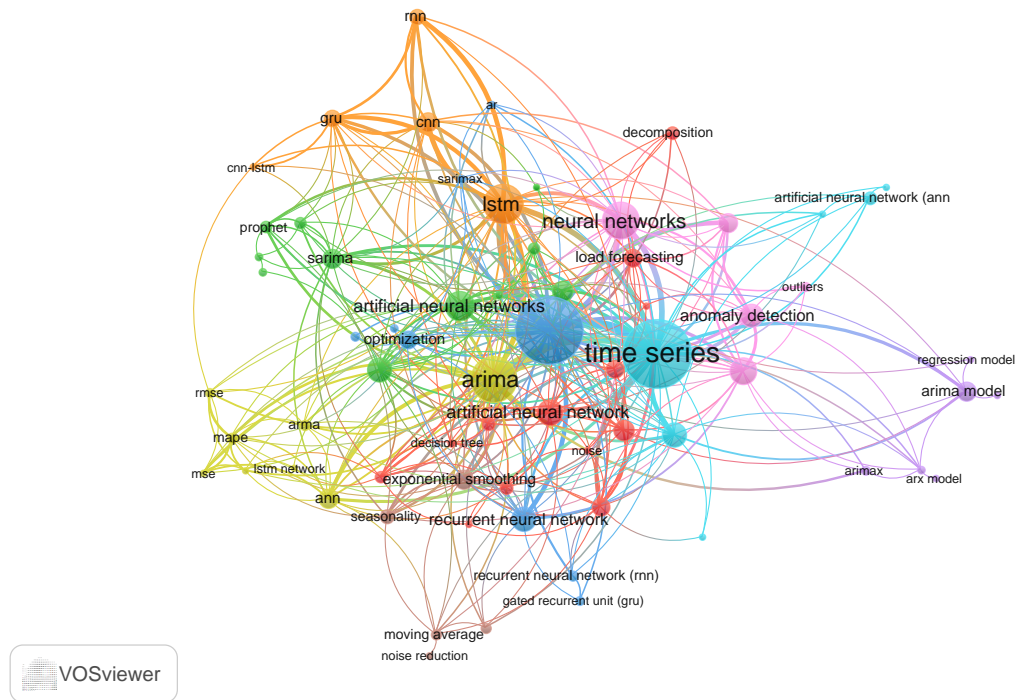 rnn
ar
gru
cnn
decomposition
cnn-lstm
sarimax
artificial neural network (ann
lstm
neural networks
prophet
sarima
load forecasting
outliers
artificial neural networks
anomaly detection
optimization
time series
regression model
arima
arima model
rmse
artificial neural network
arma
mape
decision tree
noise
lstm network
mse
exponential smoothing
arimax
arx model
ann
seasonality
recurrent neural network
recurrent neural network (rnn)
gated recurrent unit (gru)
moving average
noise reduction
VOSviewer